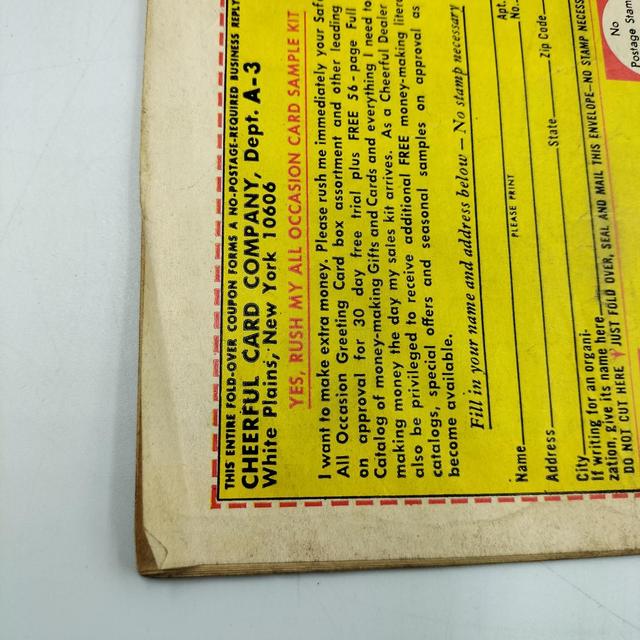 THIS ENTIRE FOLD-OVER COUPON FORMS A NO-POSTAGE-REQUIRED BUSINESS REPLY
CHEERFUL CARD COMPANY, Dept. A-3
White Plains, New York 10606
YES, RUSH MY ALL OCCASION CARD SAMPLE KIT
I want to make extra money. Please rush me immediately your
All Occasion Greeting Card box assortment and other leading
on approval for 30 day free trial plus FREE 56-page Full
Catalog of money-making Gifts and Cards and everything I need to
making money the day my sales kit arrives. As a Cheerful Dealer
also be privileged to receive additional FREE money-making
catalogs, special offers and seasonal samples on approval as
become available.
Fill in your name and address below – No stamp necessary
PLEASE PRINT
Name
Apt. No.
Address
City State Zip Code
If writing for an organi-
zation, give its name here
DO NOT CUT HERE JUST FOLD OVER, SEAL AND MAIL THIS ENVELOPE–NO STAMP
No
Postage Stamp